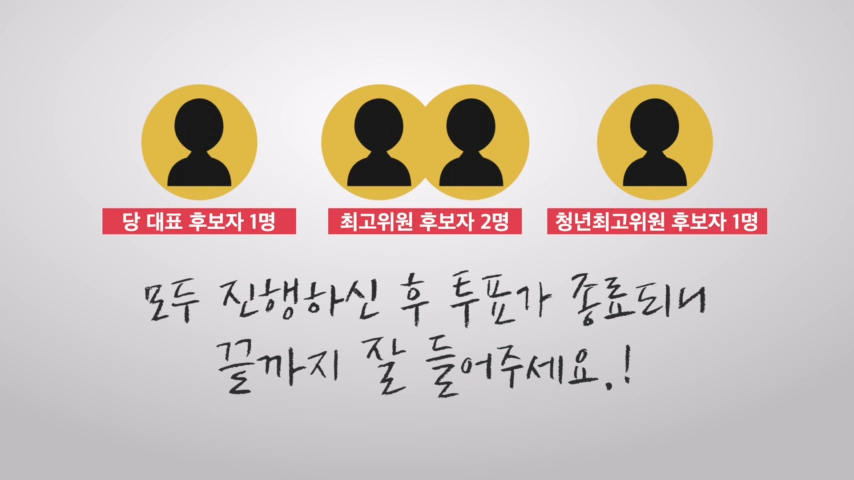 당 대표 후보자 1명
최고위원 후보자 2명
청년최고위원 후보자 1명
모두 진행하신 후 투표가 종료되니
끝까지 잘 들어주세요.!